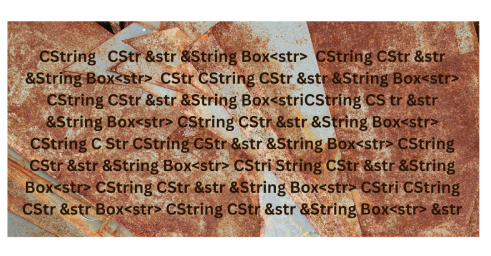 CString CStr &str &String Box<str> CString CStr &str
&String Box<str> CStr CString CStr &str &String Box<str>
CString CStr &str &String Box<striCString CS tr &str
&String Box<str> CString CStr &str &String Box<str>
CString C Str CString CStr &str &String Box<str> CString
CStr &str &String Box<str> CStri String CStr &str &String
Box<str> CString CStr &str &String Box<str> CStri CString
CStr &str Box<str> CString CStr &str &String Box<str> &str